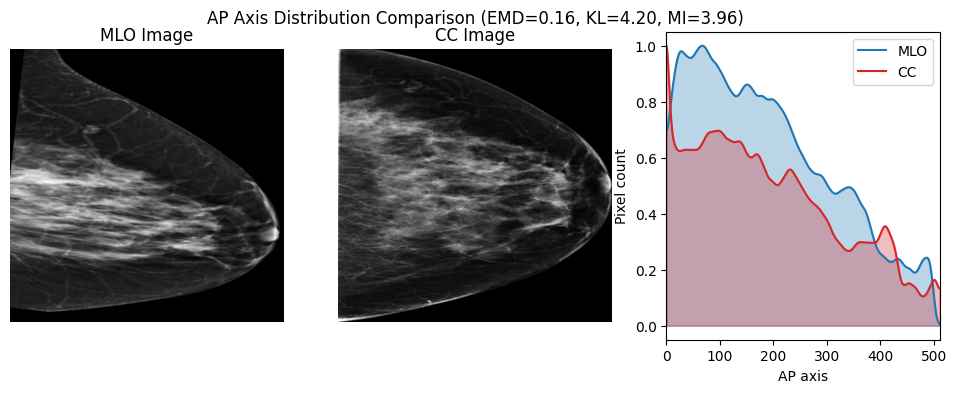 AP Axis Distribution Comparison (EMD=0.16, KL=4.20, MI=3.96)
MLO Image
CC Image
MLO
CC
Pixel count
1.0
0.8
0.6
0.4
0.2
0.0
0 100 200 300 400 500
AP axis